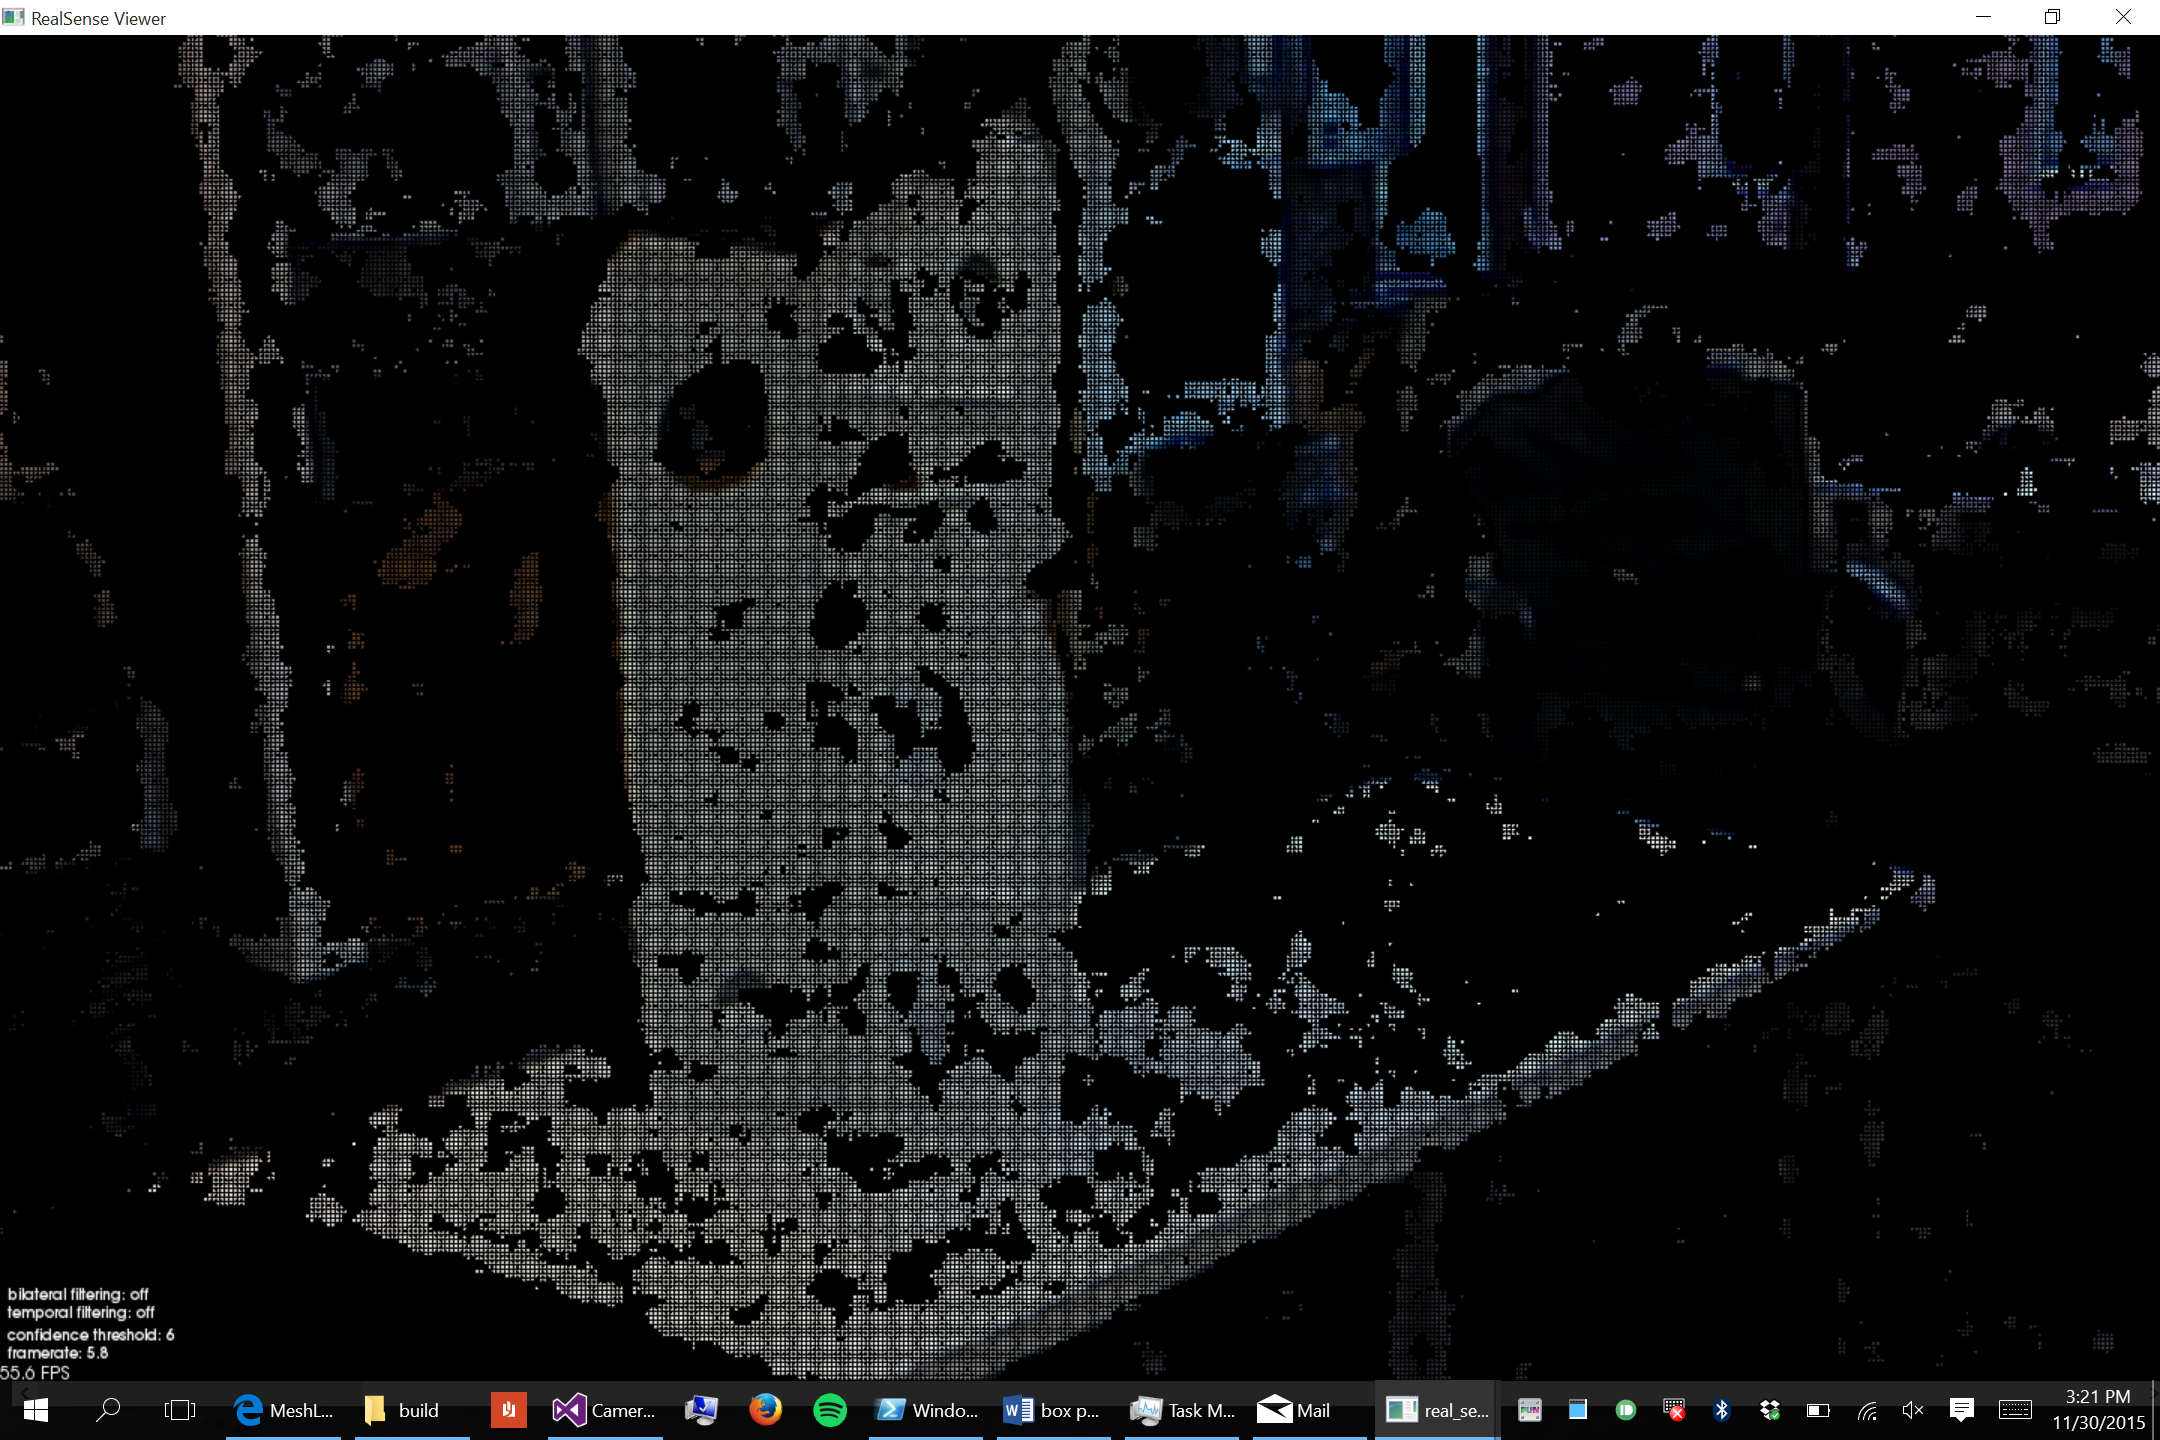 RealSense Viewer
bilateral filtering: off
temporal filtering: off
confidence threshold: 6
framerate: 5.8
55.6 FPS
MeshL...
build
Camer...
Windo...
box p...
Task M...
Mail
real_se...
FUN
3:21 PM
11/30/2015